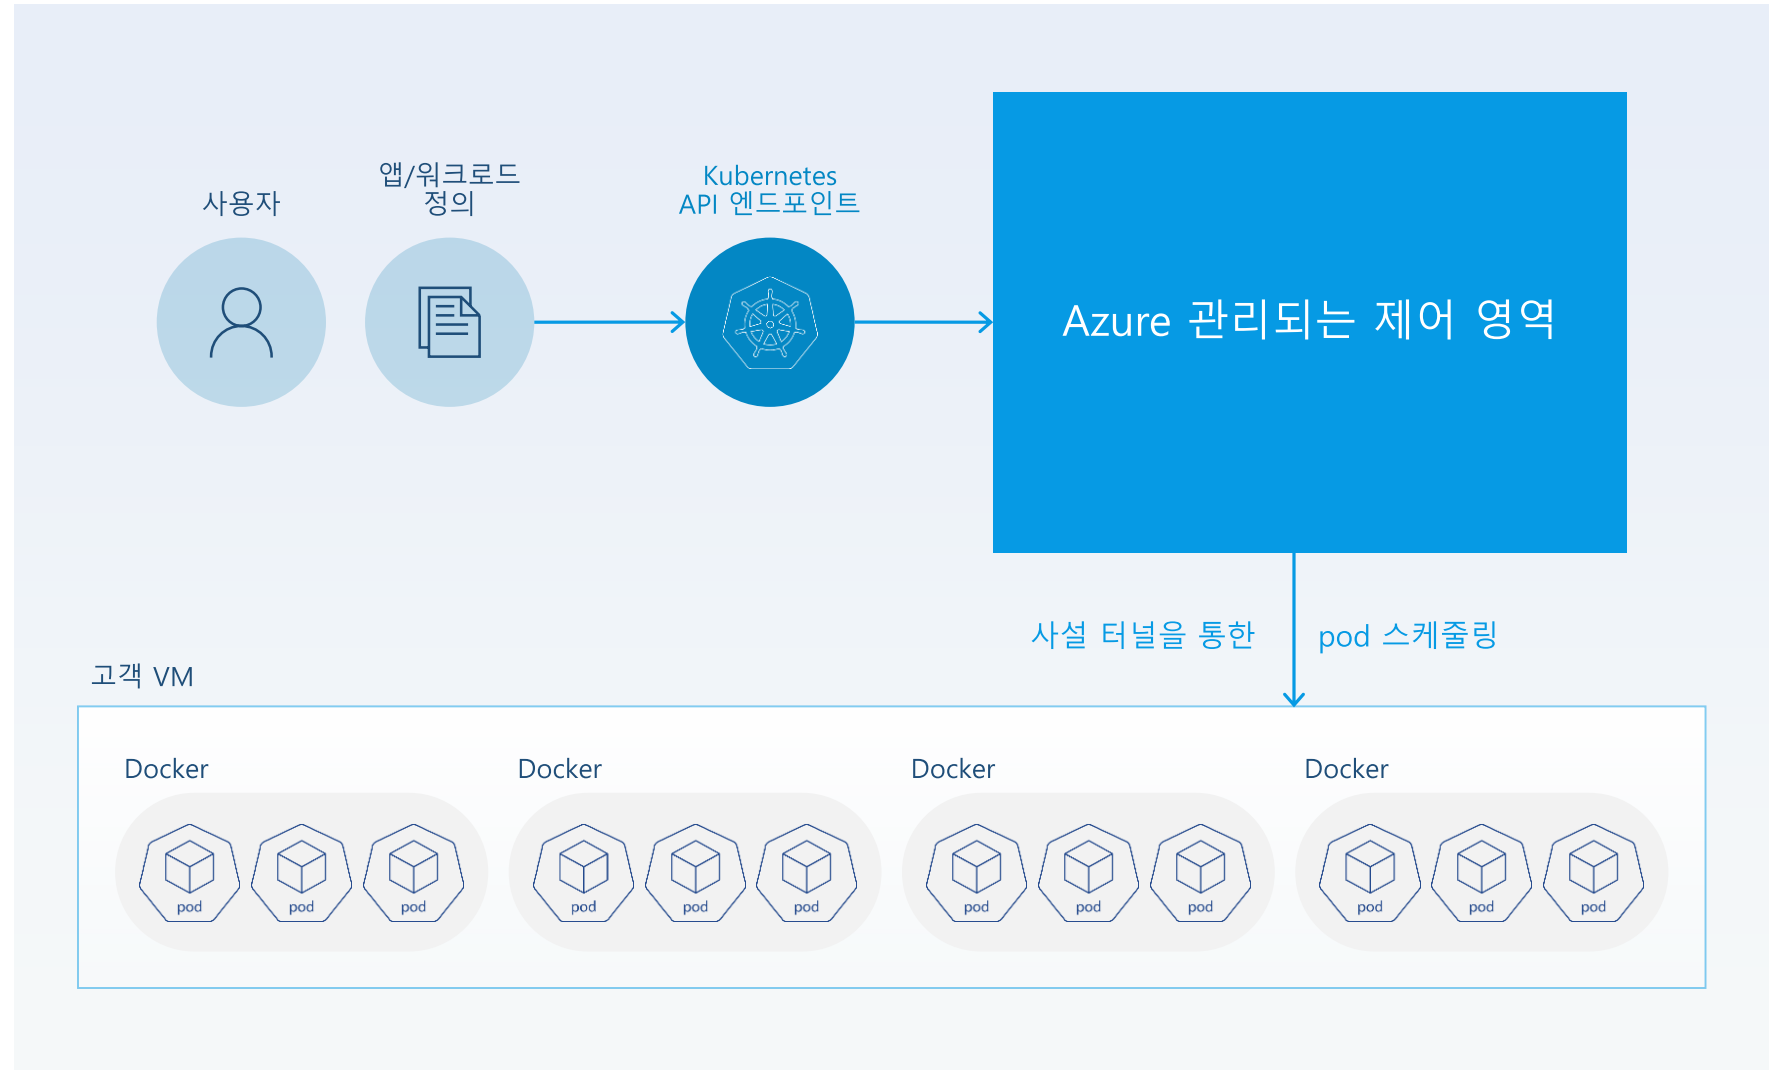 사용자
앱/워크로드
정의
Kubernetes
API 엔드포인트
Azure 관리되는 제어 영역
사설 터널을 통한 pod 스케줄링
고객 VM
Docker Docker Docker Docker
pod pod pod pod pod pod pod pod pod pod pod pod